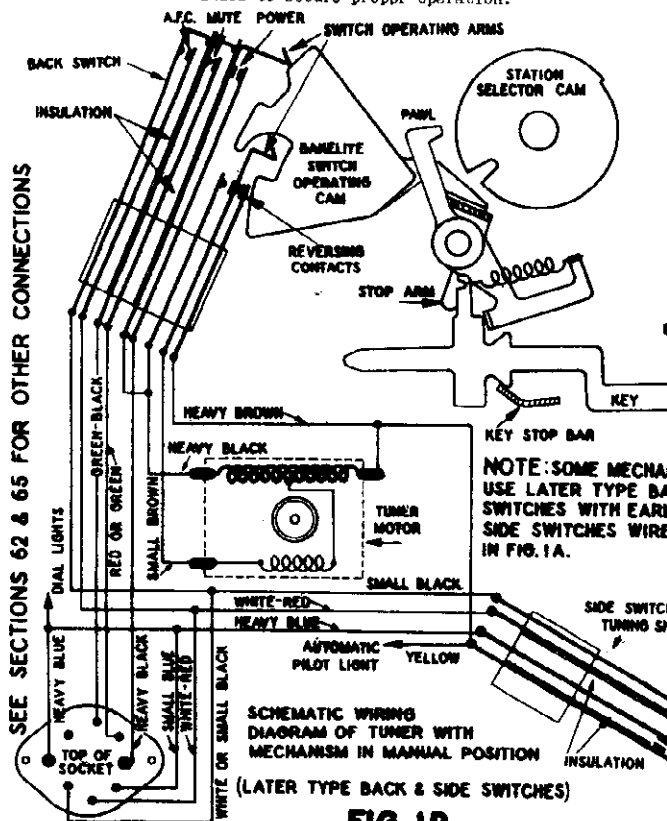 proper operation.
A.F.C. MUTE POWER
SWITCH OPERATING ARMS
BACK SWITCH
STATION
SELECTOR CAM
PAWL
INSULATION
BAKELITE
SWITCH
OPERATING
CAM
REVERSING
CONTACTS
STOP ARM
SEE SECTIONS 62 & 65 FOR OTHER CONNECTIONS
KEY
HEAVY BROWN
KEY STOP BAR
GREEN-BLACK
HEAVY BLACK
NOTE: SOME MECHA
USE LATER TYPE BA
SWITCHES WITH EARL
SIDE SWITCHES WIRE
IN FIG. 1A.
RED OR GREEN
SMALL BROWN
TUNER
MOTOR
DIAL LIGHTS
SMALL BLACK
WHITE-RED
HEAVY BLUE
SIDE SWITC
TUNING S
AUTOMATIC
PILOT LIGHT
YELLOW
HEAVY BLUE
HEAVY BLACK
SMALL BLUE
WHITE-RED
WHITE OR SMALL BLACK
SCHEMATIC WIRING
DIAGRAM OF TUNER WITH
MECHANISM IN MANUAL POSITION
INSULATION
TOP OF
SOCKET
(LATER TYPE BACK & SIDE SWITCHES)